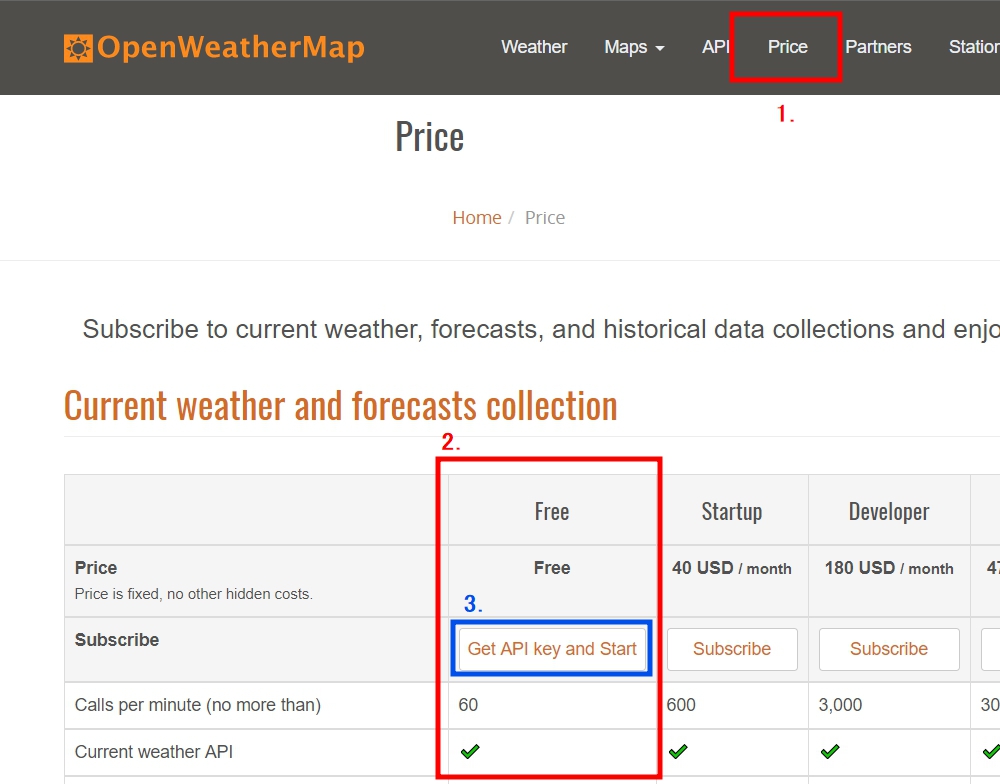 OpenWeatherMap Weather Maps API Price Partners Station
1.
Price
Home / Price
Subscribe to current weather, forecasts, and historical data collections and enjo
Current weather and forecasts collection
2.
Free Startup Developer
Price Free 40 USD / month 180 USD / month 47
Price is fixed, no other hidden costs.
3.
Subscribe Get API key and Start Subscribe Subscribe
Calls per minute (no more than) 60 600 3,000 30
Current weather API